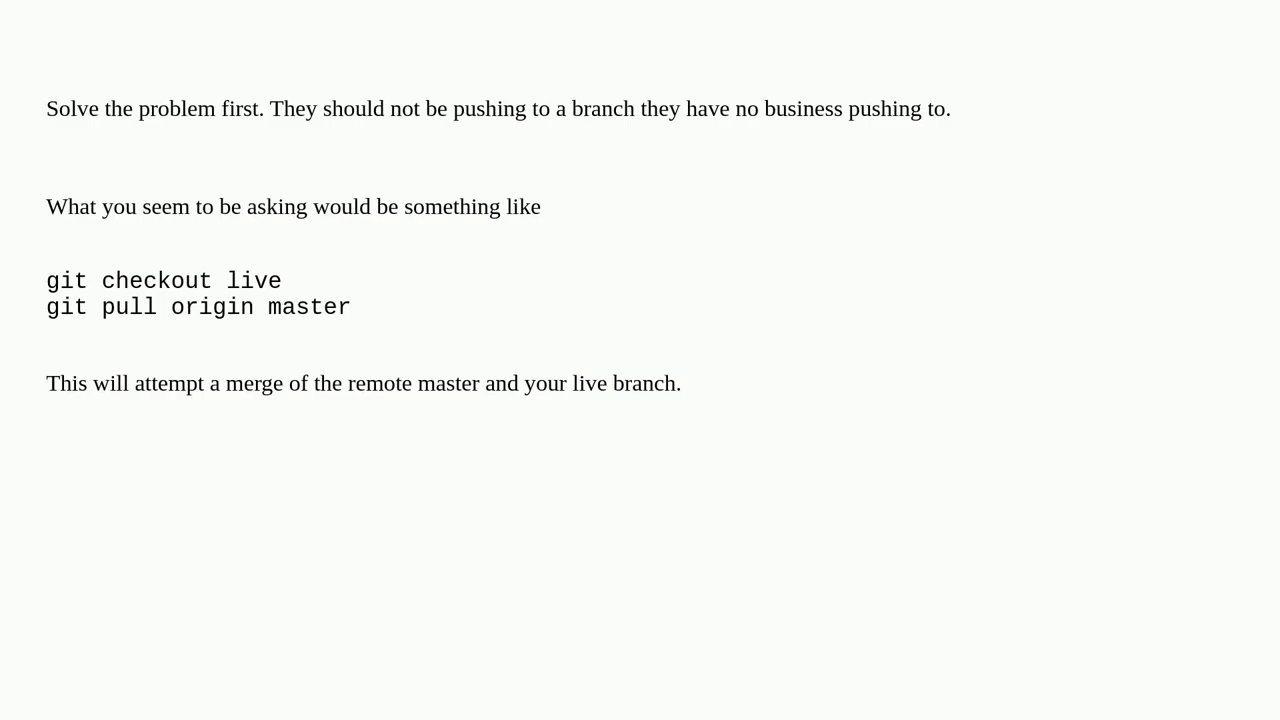 Solve the problem first. They should not be pushing to a branch they have no business pushing to.
What you seem to be asking would be something like
git checkout live
git pull origin master
This will attempt a merge of the remote master and your live branch.